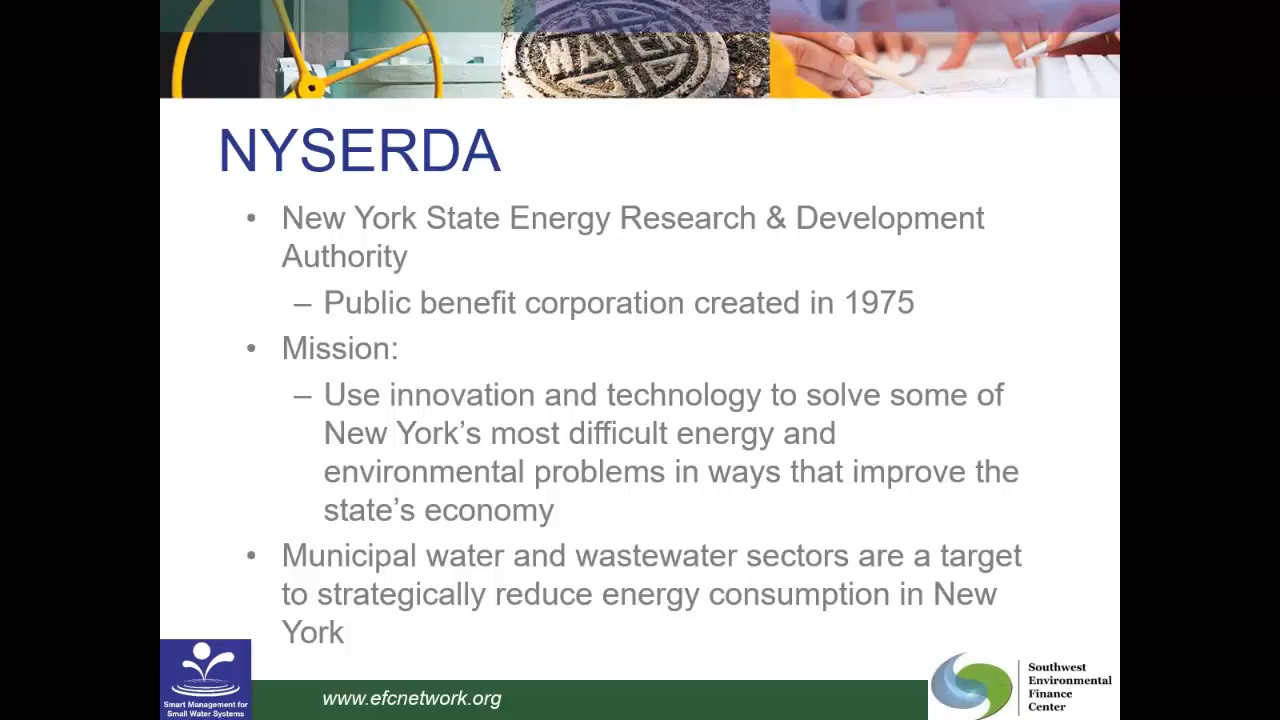 WATER
NYSERDA
• New York State Energy Research & Development
Authority
– Public benefit corporation created in 1975
• Mission:
– Use innovation and technology to solve some of
New York’s most difficult energy and
environmental problems in ways that improve the
state’s economy
• Municipal water and wastewater sectors are a target
to strategically reduce energy consumption in New
York
Smart Management for
Small Water Systems
www.efcnetwork.org
Southwest
Environmental
Finance
Center